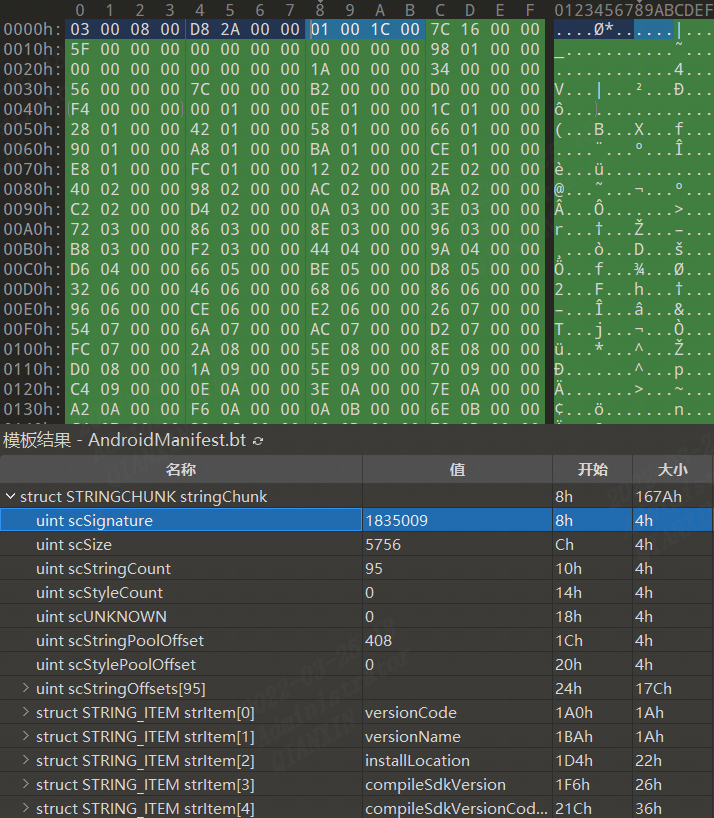 0 1 2 3 4 5 6 7 8 9 A B C D E F 0123456789ABCDEF
0000h: 03 00 08 00 D8 2A 00 00 01 00 1C 00 7C 16 00 00 ....Ø*......|...
0010h: 5F 00 00 00 00 00 00 00 00 00 00 00 98 01 00 00 _...........˜...
0020h: 00 00 00 00 00 00 00 00 1A 00 00 00 34 00 00 00 ............4...
0030h: 56 00 00 00 7C 00 00 00 B2 00 00 00 D0 00 00 00 V...|...²...Ð...
0040h: F4 00 00 00 00 01 00 00 0E 01 00 00 1C 01 00 00 ô...............
0050h: 28 01 00 00 42 01 00 00 58 01 00 00 66 01 00 00 (...B...X...f...
0060h: 90 01 00 00 A8 01 00 00 BA 01 00 00 CE 01 00 00 ....¨...º...Î...
0070h: E8 01 00 00 FC 01 00 00 12 02 00 00 2E 02 00 00 è...ü...........
0080h: 40 02 00 00 98 02 00 00 AC 02 00 00 BA 02 00 00 @...˜...¬...º...
0090h: C2 02 00 00 D4 02 00 00 0A 03 00 00 3E 03 00 00 Â...Ô.......>...
00A0h: 72 03 00 00 86 03 00 00 8E 03 00 00 96 03 00 00 r...†...Ž...–...
00B0h: B8 03 00 00 F2 03 00 00 44 04 00 00 9A 04 00 00 ¸...ò...D...š...
00C0h: D6 04 00 00 66 05 00 00 BE 05 00 00 D8 05 00 00 Ö...f...¾...Ø...
00D0h: 32 06 00 00 46 06 00 00 68 06 00 00 86 06 00 00 2...F...h...†...
00E0h: 96 06 00 00 CE 06 00 00 E2 06 00 00 26 07 00 00 –...Î...â...&...
00F0h: 54 07 00 00 6A 07 00 00 AC 07 00 00 D2 07 00 00 T...j...¬...Ò...
0100h: FC 07 00 00 2A 08 00 00 5E 08 00 00 8E 08 00 00 ü...*...^...Ž...
0110h: D0 08 00 00 1A 09 00 00 5E 09 00 00 70 09 00 00 Ð.......^...p...
0120h: C4 09 00 00 0E 0A 00 00 3E 0A 00 00 7E 0A 00 00 Ä.......>...~...
0130h: A2 0A 00 00 F6 0A 00 00 0A 0B 00 00 6E 0B 00 00 ¢...ö.......n...
模板结果 - AndroidManifest.bt
名称 值 开始 大小
struct STRINGCHUNK stringChunk 8h 167Ah
uint scSignature 1835009 8h 4h
uint scSize 5756 Ch 4h
uint scStringCount 95 10h 4h
uint scStyleCount 0 14h 4h
uint scUNKNOWN 0 18h 4h
uint scStringPoolOffset 408 1Ch 4h
uint scStylePoolOffset 0 20h 4h
uint scStringOffsets[95] 24h 17Ch
struct STRING_ITEM strItem[0] versionCode 1A0h 1Ah
struct STRING_ITEM strItem[1] versionName 1BAh 1Ah
struct STRING_ITEM strItem[2] installLocation 1D4h 22h
struct STRING_ITEM strItem[3] compileSdkVersion 1F6h 26h
struct STRING_ITEM strItem[4] compileSdkVersionCod... 21Ch 36h